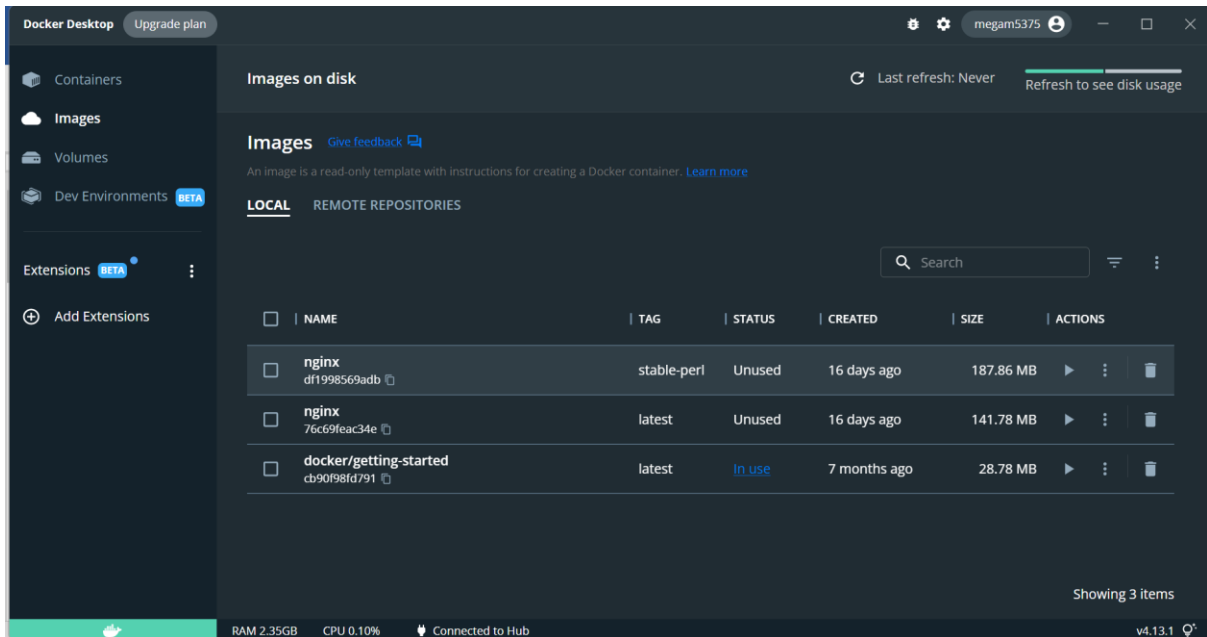 Docker Desktop Upgrade plan megam5375
Containers
Images
Volumes
Dev Environments BETA
Extensions BETA
Add Extensions
Images on disk
Last refresh: Never
Refresh to see disk usage
Images Give feedback
An image is a read-only template with instructions for creating a Docker container. Learn more
LOCAL REMOTE REPOSITORIES
Search
NAME TAG STATUS CREATED SIZE ACTIONS
nginx
df1998569adb stable-perl Unused 16 days ago 187.86 MB
nginx
76c69feac34e latest Unused 16 days ago 141.78 MB
docker/getting-started
cb90f98fd791 latest In use 7 months ago 28.78 MB
Showing 3 items
RAM 2.35GB CPU 0.10% Connected to Hub v4.13.1